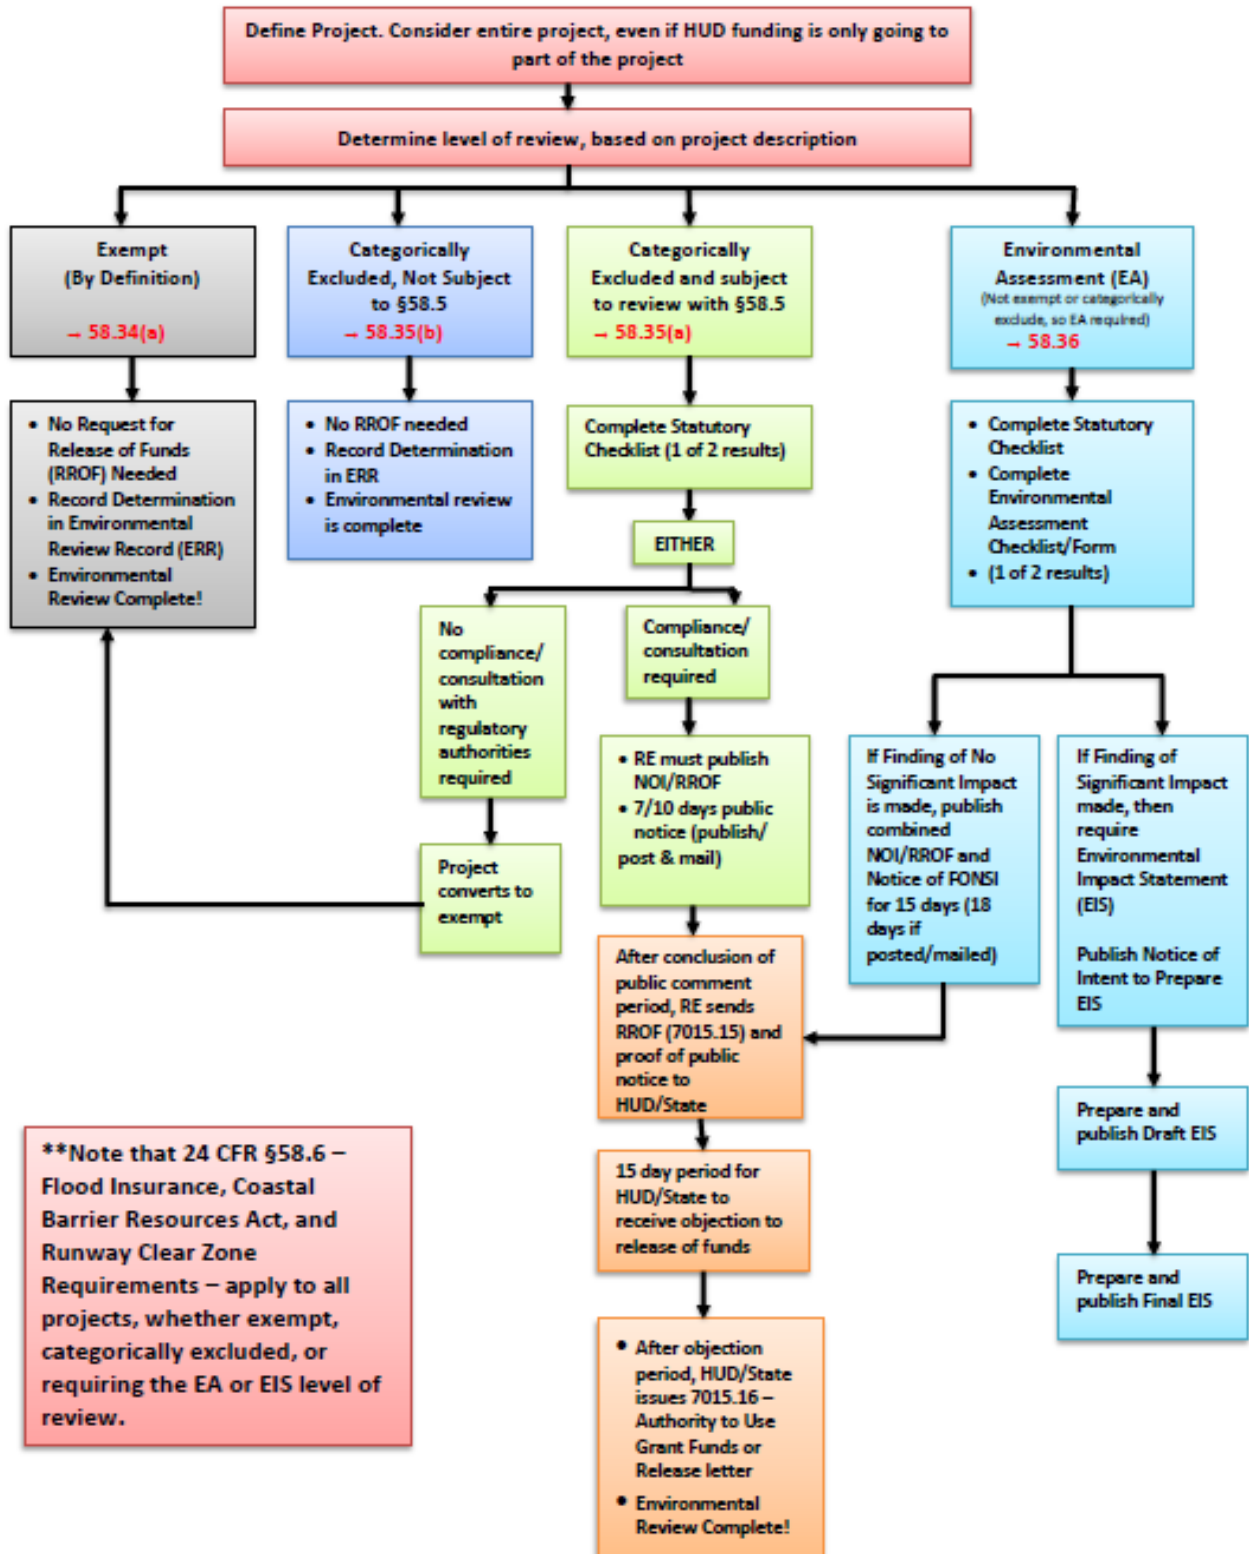 Define Project. Consider entire project, even if HUD funding is only going to
part of the project
Determine level of review, based on project description
Exempt
(By Definition)
→ 58.34(a)
Categorically
Excluded, Not Subject
to §58.5
→ 58.35(b)
Categorically
Excluded and subject
to review with §58.5
→ 58.35(a)
Environmental
Assessment (EA)
(Not exempt or categorically
exclude, so EA required)
→ 58.36
• No Request for
Release of Funds
(RROF) Needed
• Record Determination
in Environmental
Review Record (ERR)
• Environmental
Review Complete!
• No RROF needed
• Record Determination
in ERR
• Environmental review
is complete
Complete Statutory
Checklist (1 of 2 results)
• Complete Statutory
Checklist
• Complete
Environmental
Assessment
Checklist/Form
• (1 of 2 results)
EITHER
No
compliance/
consultation
with
regulatory
authorities
required
Compliance/
consultation
required
Project
converts to
exempt
• RE must publish
NOI/RROF
• 7/10 days public
notice (publish/
post & mail)
If Finding of No
Significant Impact
is made, publish
combined
NOI/RROF and
Notice of FONSI
for 15 days (18
days if
posted/mailed)
If Finding of
Significant Impact
made, then
require
Environmental
Impact Statement
(EIS)
Publish Notice of
Intent to Prepare
EIS
After conclusion of
public comment
period, RE sends
RROF (7015.15) and
proof of public
notice to
HUD/State
Prepare and
publish Draft EIS
15 day period for
HUD/State to
receive objection to
release of funds
Prepare and
publish Final EIS
• After objection
period, HUD/State
issues 7015.16 –
Authority to Use
Grant Funds or
Release letter
• Environmental
Review Complete!
**Note that 24 CFR §58.6 –
Flood Insurance, Coastal
Barrier Resources Act, and
Runway Clear Zone
Requirements – apply to all
projects, whether exempt,
categorically excluded, or
requiring the EA or EIS level of
review.